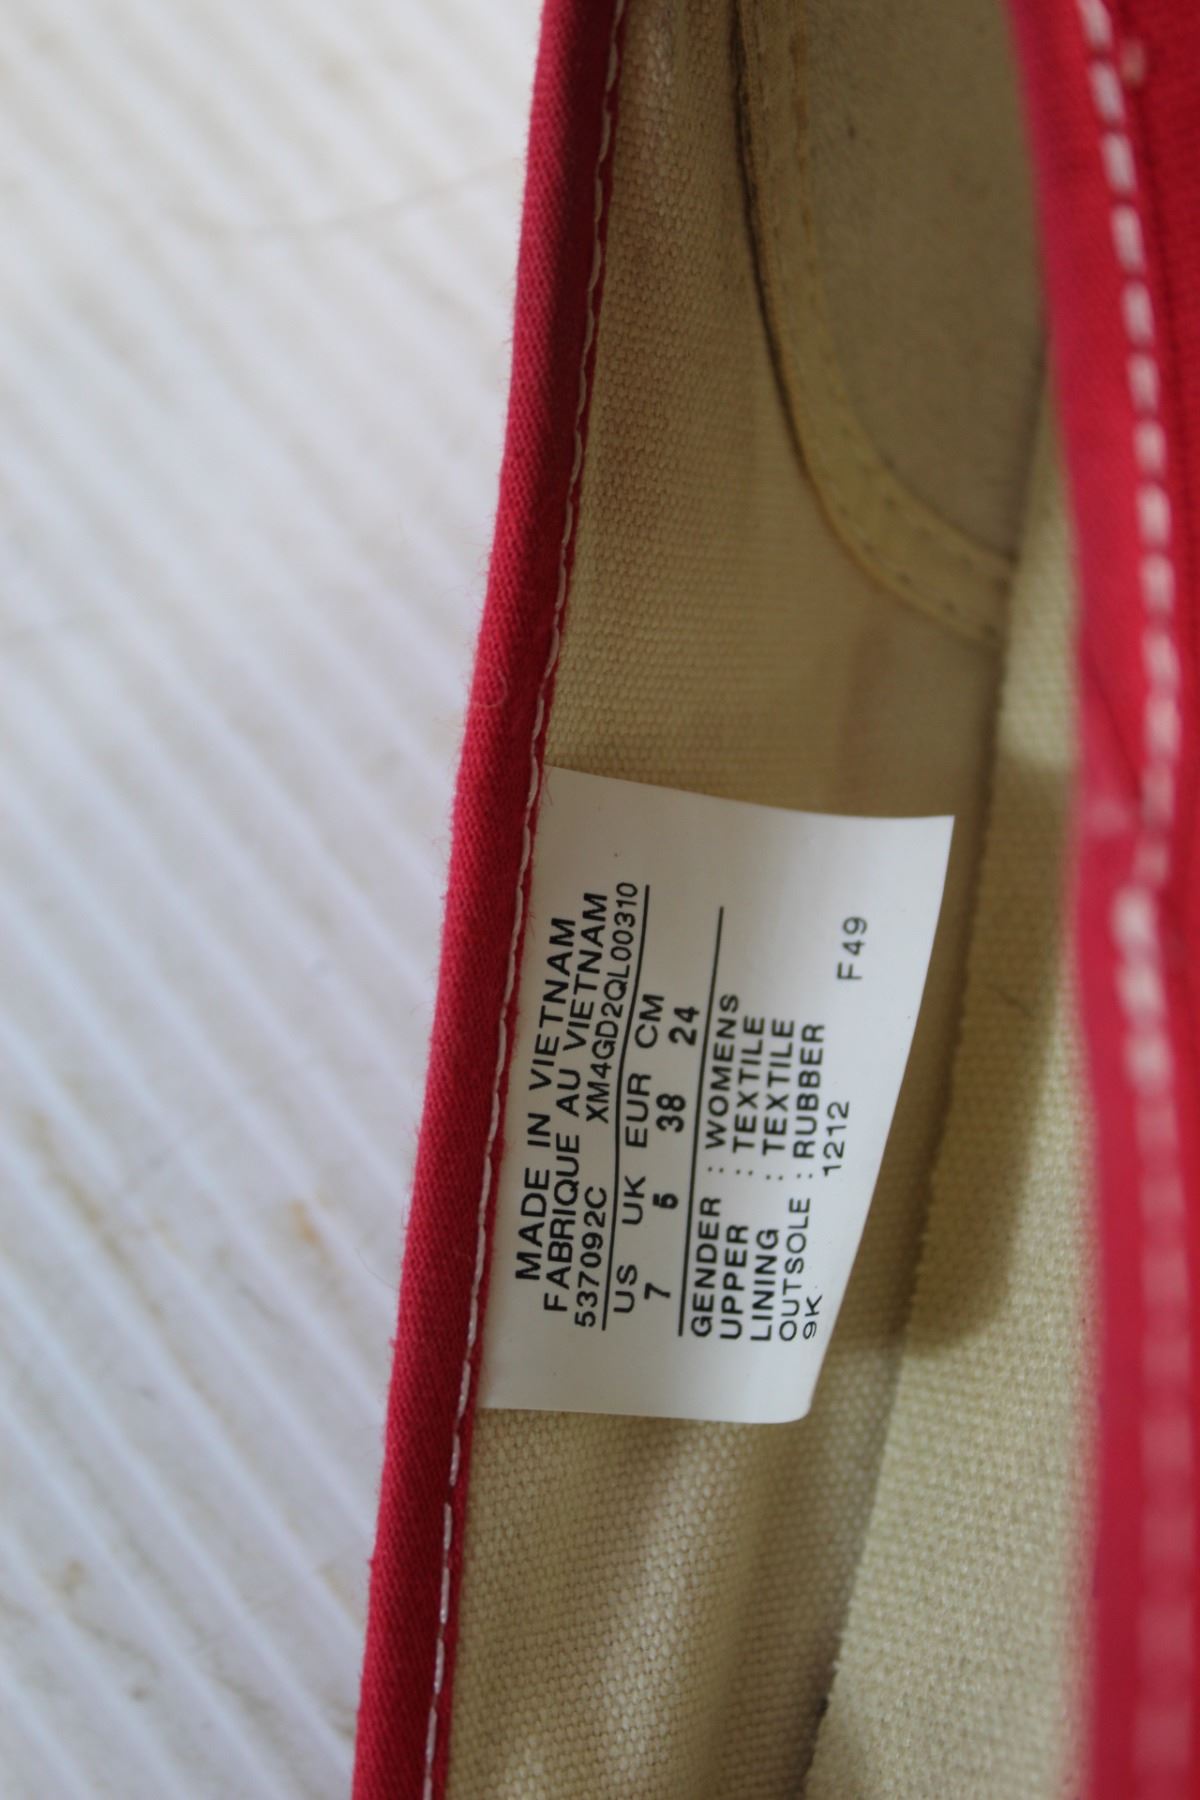 MADE IN VIETNAM
FABRIQUE AU VIETNAM
537092C XM4GD2QL00310
US UK EUR CM
7 5 38 24
GENDER : WOMENS
UPPER : TEXTILE
LINING : TEXTILE
OUTSOLE : RUBBER
9K 1212 F49